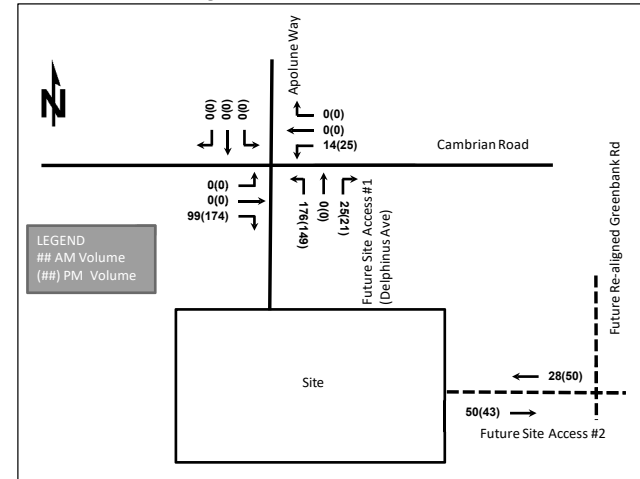 Apolune Way
N
0(0)
0(0)
0(0)
0(0)
0(0)
14(25)
Cambrian Road
0(0)
0(0)
99(174)
176(149)
0(0)
25(21)
Future Site Access #1
(Delphinus Ave)
Future Re-aligned Greenbank Rd
LEGEND
## AM Volume
(##) PM Volume
Site
28(50)
50(43)
Future Site Access #2